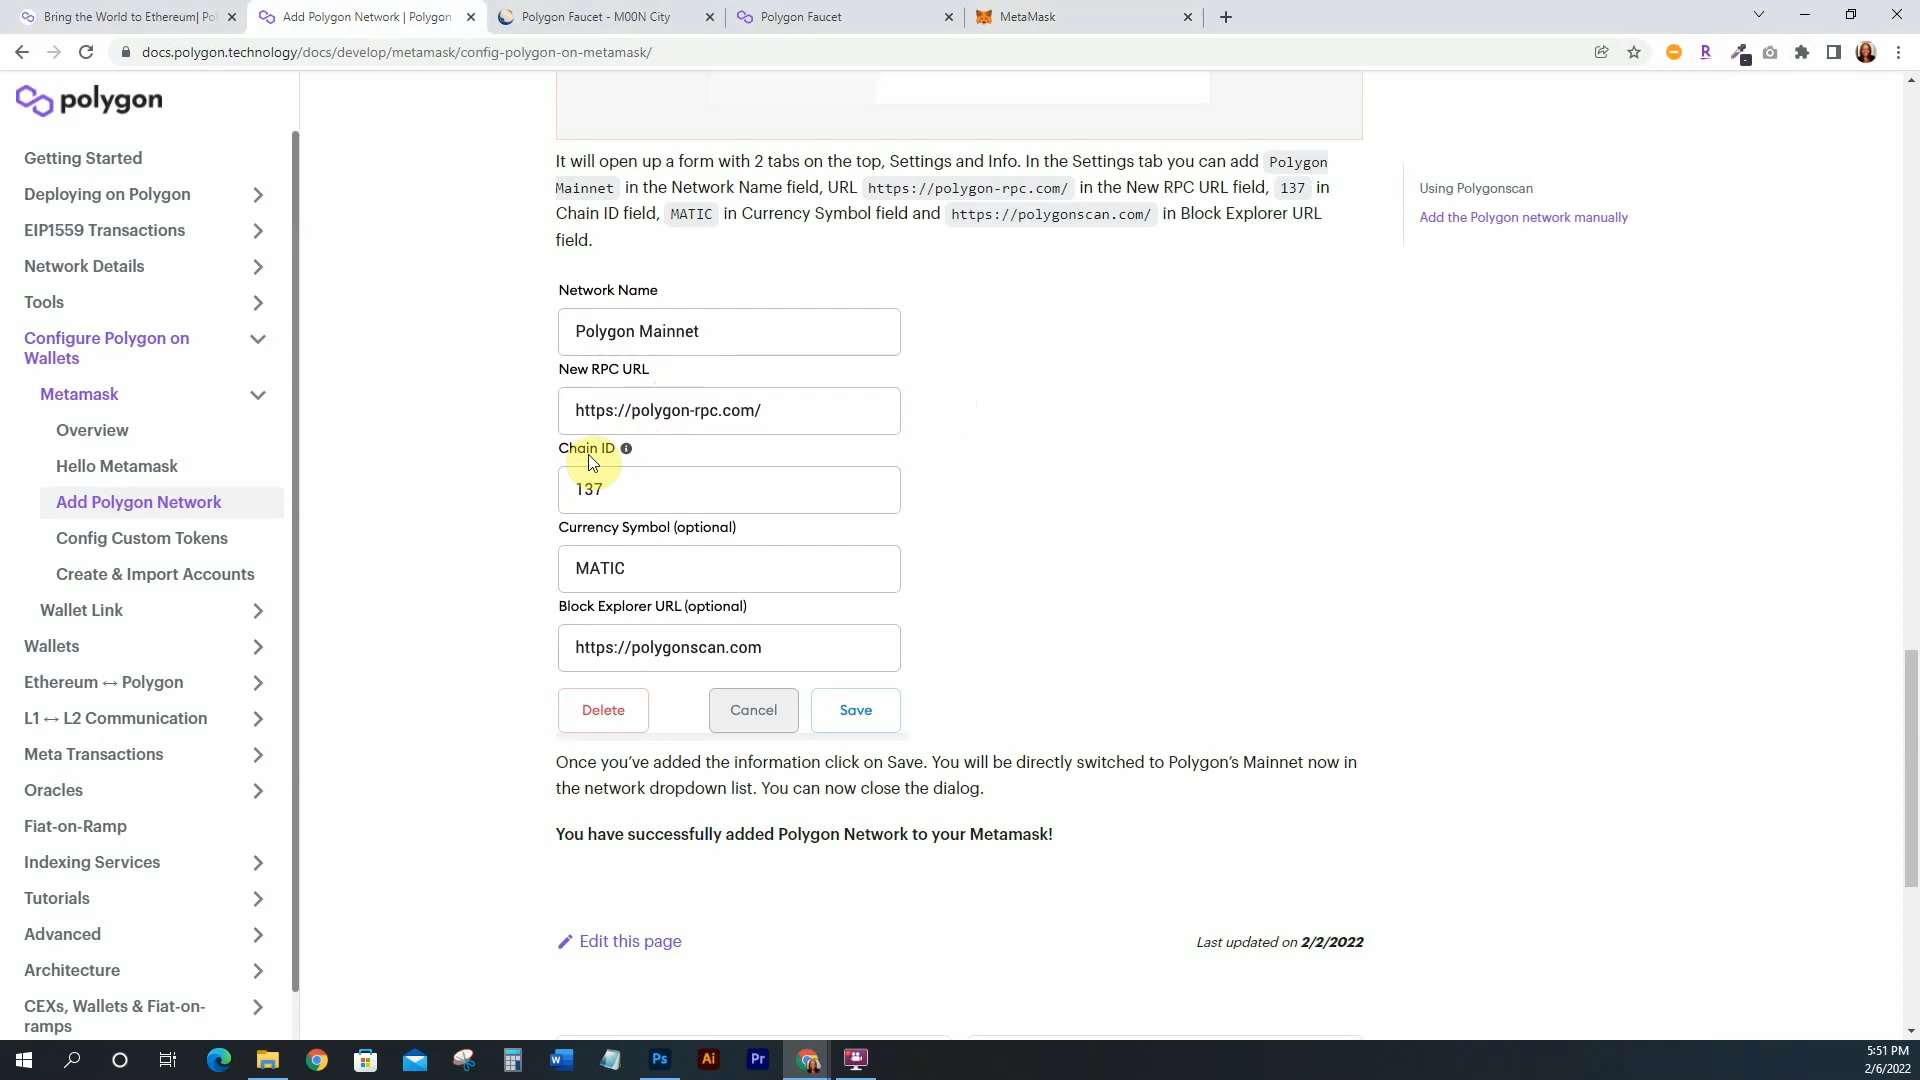 Bring the World to Ethereum| Pol
Add Polygon Network | Polygon
Polygon Faucet - M00N City
Polygon Faucet
MetaMask
docs.polygon.technology/docs/develop/metamask/config-polygon-on-metamask/
R
polygon
Getting Started
Deploying on Polygon
EIP1559 Transactions
Network Details
Tools
Configure Polygon on
Wallets
Metamask
Overview
Hello Metamask
Add Polygon Network
Config Custom Tokens
Create & Import Accounts
Wallet Link
Wallets
Ethereum ↔ Polygon
L1 ↔ L2 Communication
Meta Transactions
Oracles
Fiat-on-Ramp
Indexing Services
Tutorials
Advanced
Architecture
CEXs, Wallets & Fiat-on-
ramps
It will open up a form with 2 tabs on the top, Settings and Info. In the Settings tab you can add Polygon
Mainnet in the Network Name field, URL https://polygon-rpc.com/ in the New RPC URL field, 137 in
Chain ID field, MATIC in Currency Symbol field and https://polygonscan.com/ in Block Explorer URL
field.
Network Name
Polygon Mainnet
New RPC URL
https://polygon-rpc.com/
Chain ID
137
Currency Symbol (optional)
MATIC
Block Explorer URL (optional)
https://polygonscan.com
Delete
Cancel
Save
Once you've added the information click on Save. You will be directly switched to Polygon's Mainnet now in
the network dropdown list. You can now close the dialog.
You have successfully added Polygon Network to your Metamask!
Edit this page
Last updated on 2/2/2022
Using Polygonscan
Add the Polygon network manually
Ps
Ai
Pr
5:51 PM
2/6/2022